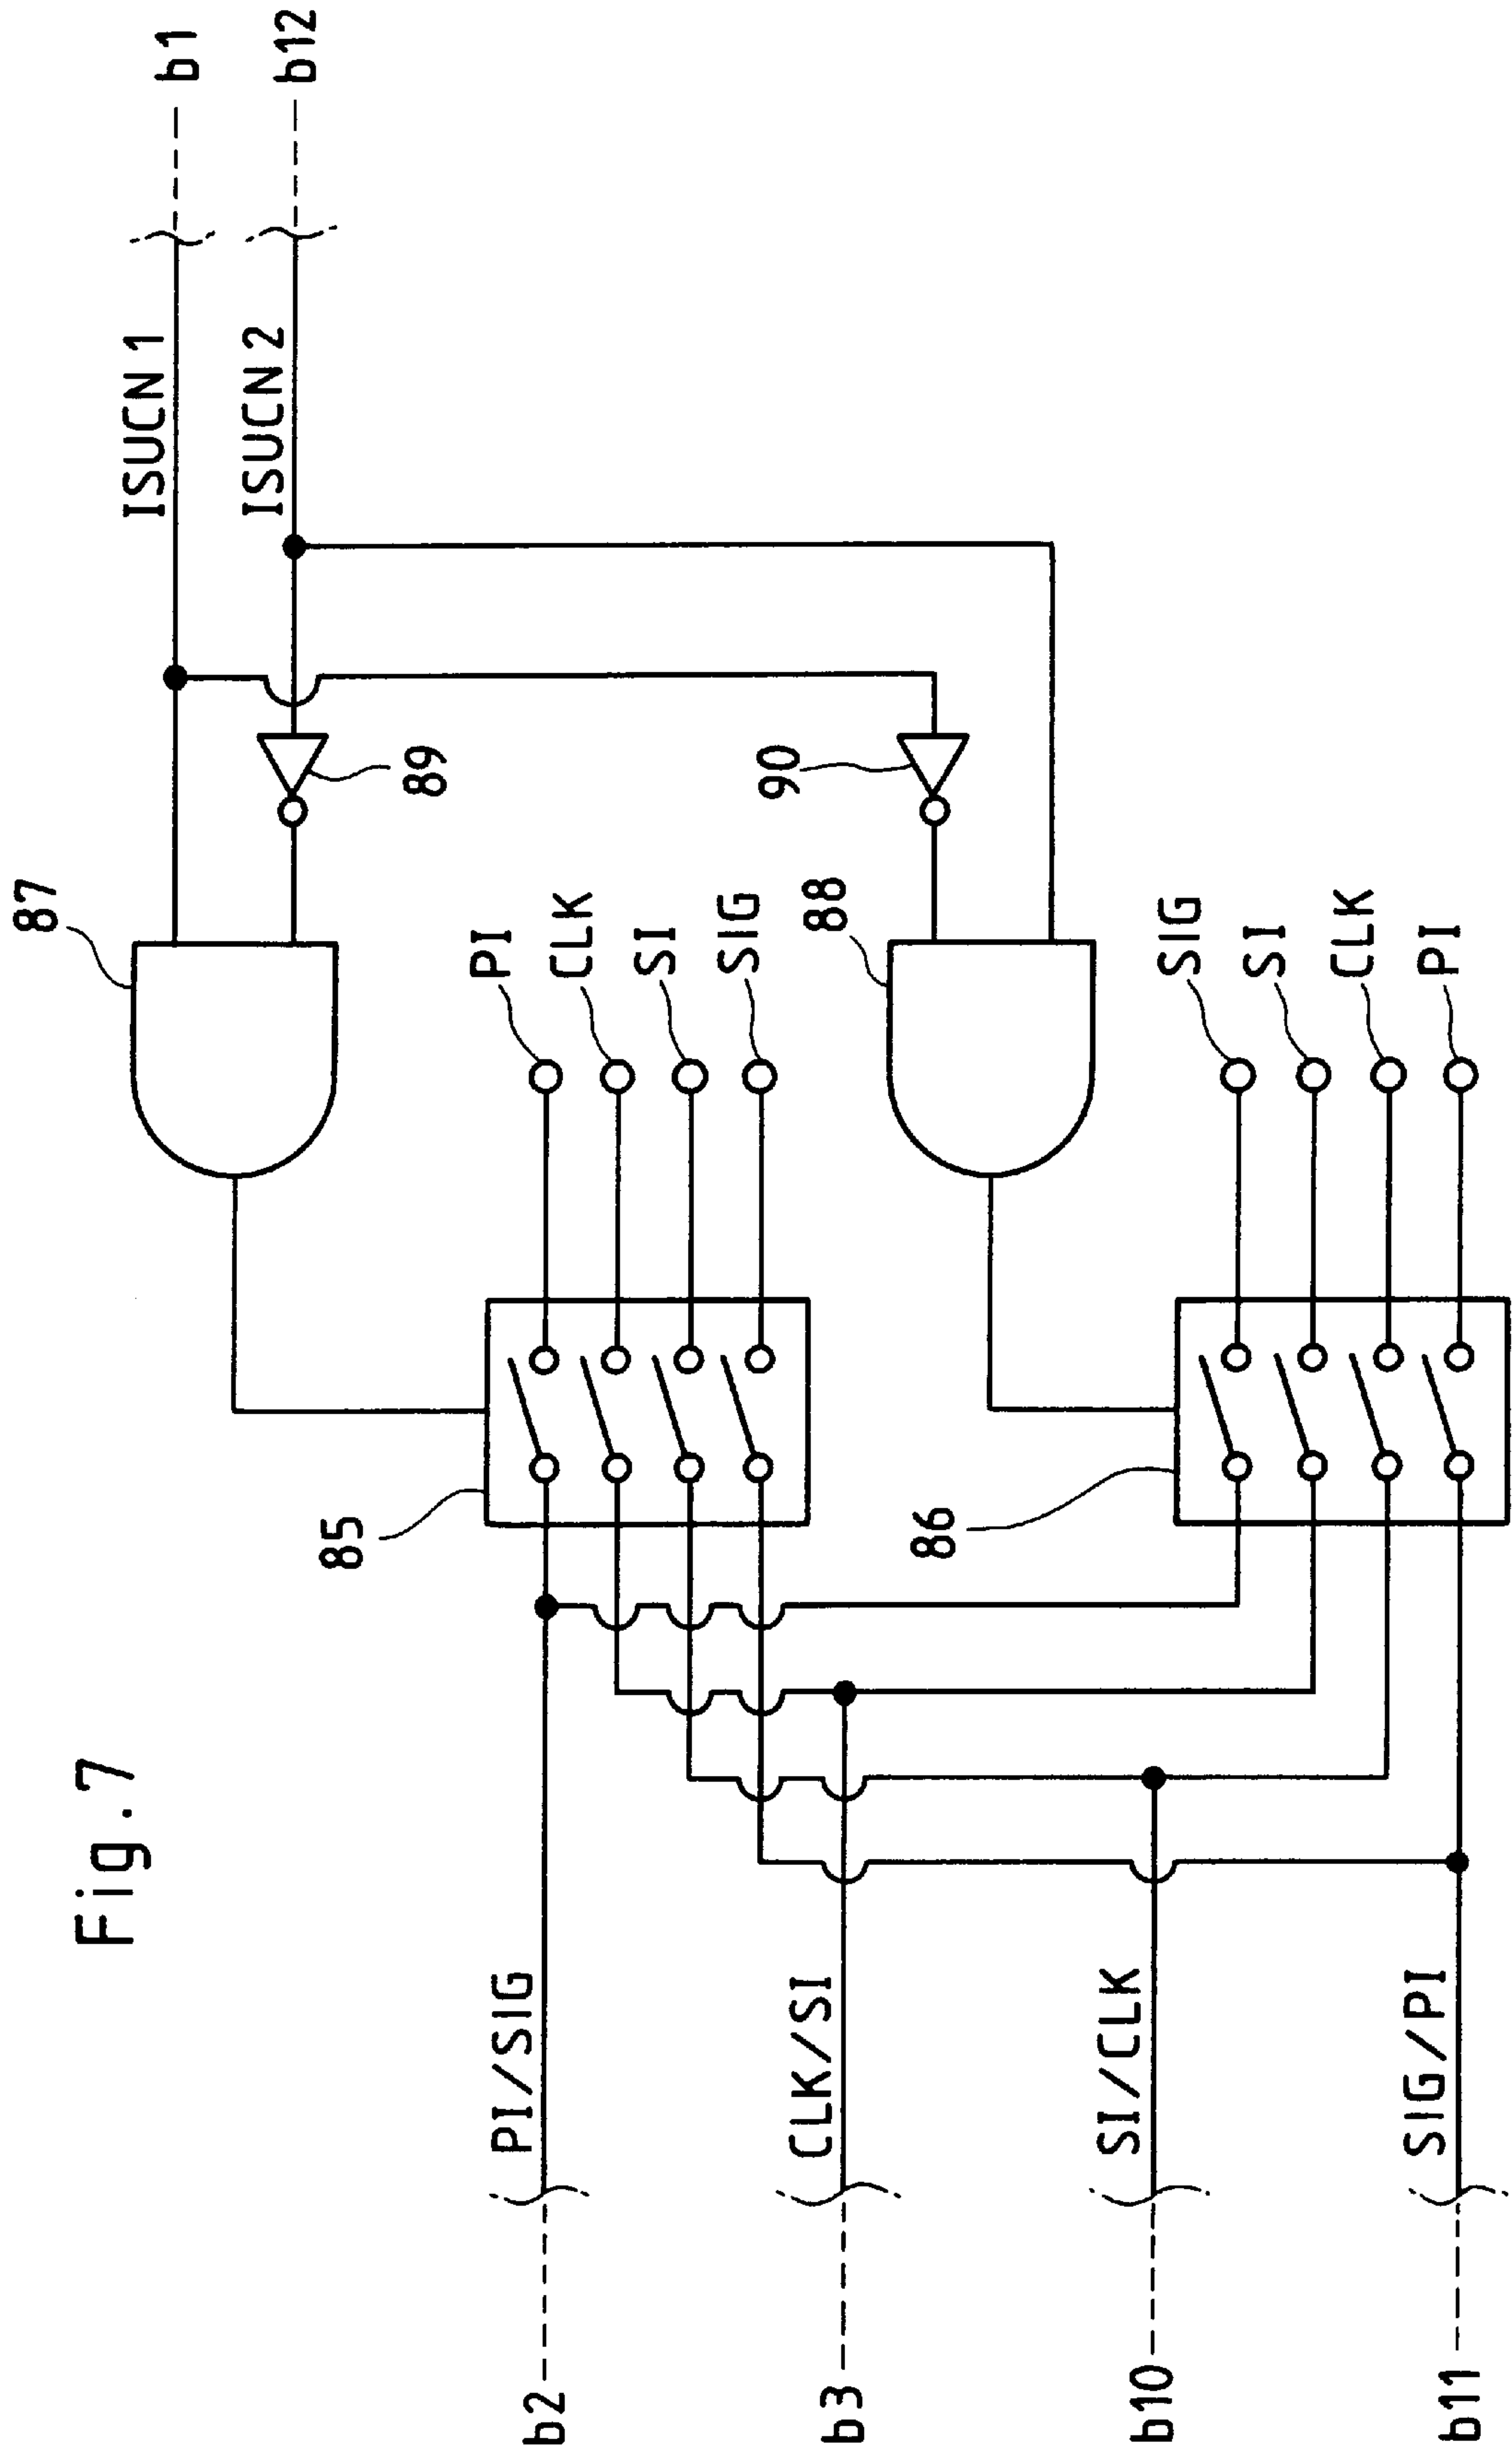 Fig.7
b1
b12
ISUCN 1
ISUCN 2
87
89
90
88
PI
CLK
SI
SIG
SIG
SI
CLK
PI
85
86
PI/SIG
CLK/SI
SI/CLK
SIG/PI
b2
b3
b10
b11